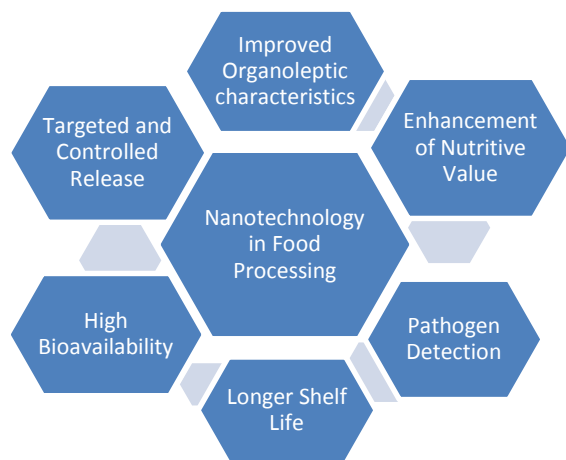 Improved
Organoleptic
characteristics
Targeted and
Controlled
Release
Enhancement
of Nutritive
Value
Nanotechnology
in Food
Processing
High
Bioavailability
Pathogen
Detection
Longer Shelf
Life